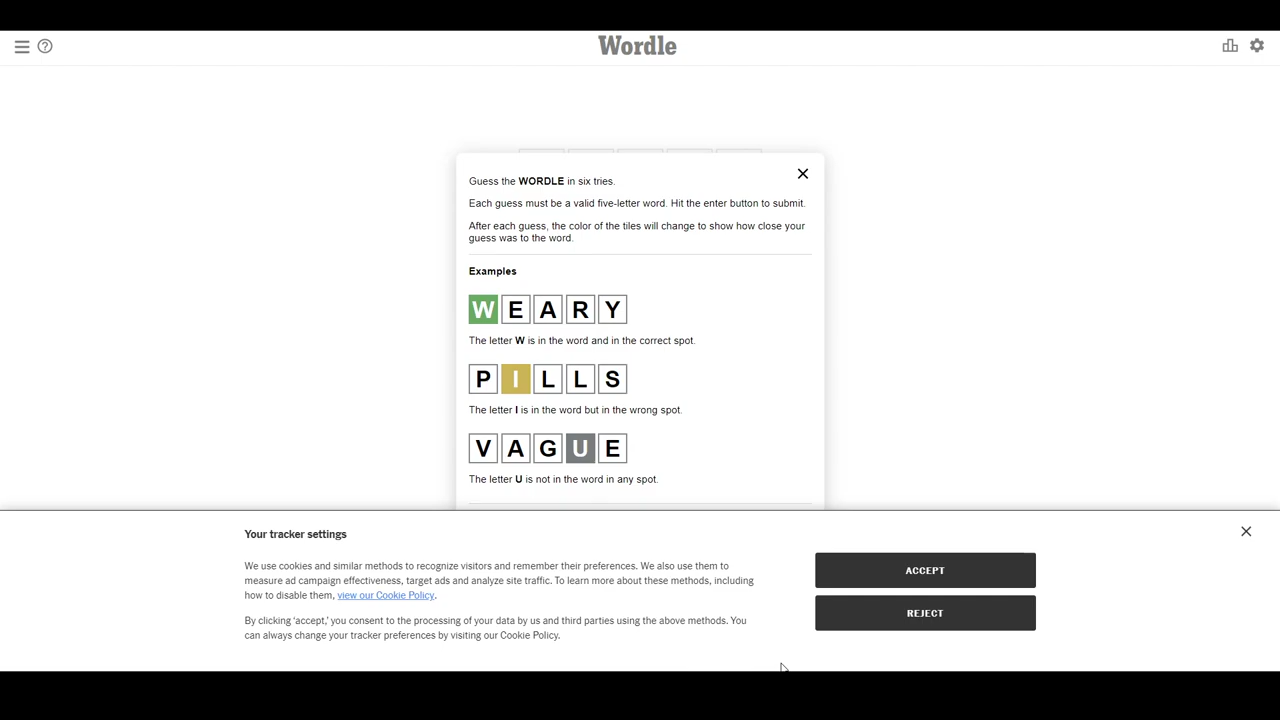 Wordle
Guess the WORDLE in six tries.
Each guess must be a valid five-letter word. Hit the enter button to submit.
After each guess, the color of the tiles will change to show how close your
guess was to the word.
Examples
WEARY
The letter W is in the word and in the correct spot.
PILLS
The letter I is in the word but in the wrong spot.
VAGUE
The letter U is not in the word in any spot.
Your tracker settings
We use cookies and similar methods to recognize visitors and remember their preferences. We also use them to
measure ad campaign effectiveness, target ads and analyze site traffic. To learn more about these methods, including
how to disable them, view our Cookie Policy.
By clicking ‘accept,’ you consent to the processing of your data by us and third parties using the above methods. You
can always change your tracker preferences by visiting our Cookie Policy.
ACCEPT
REJECT